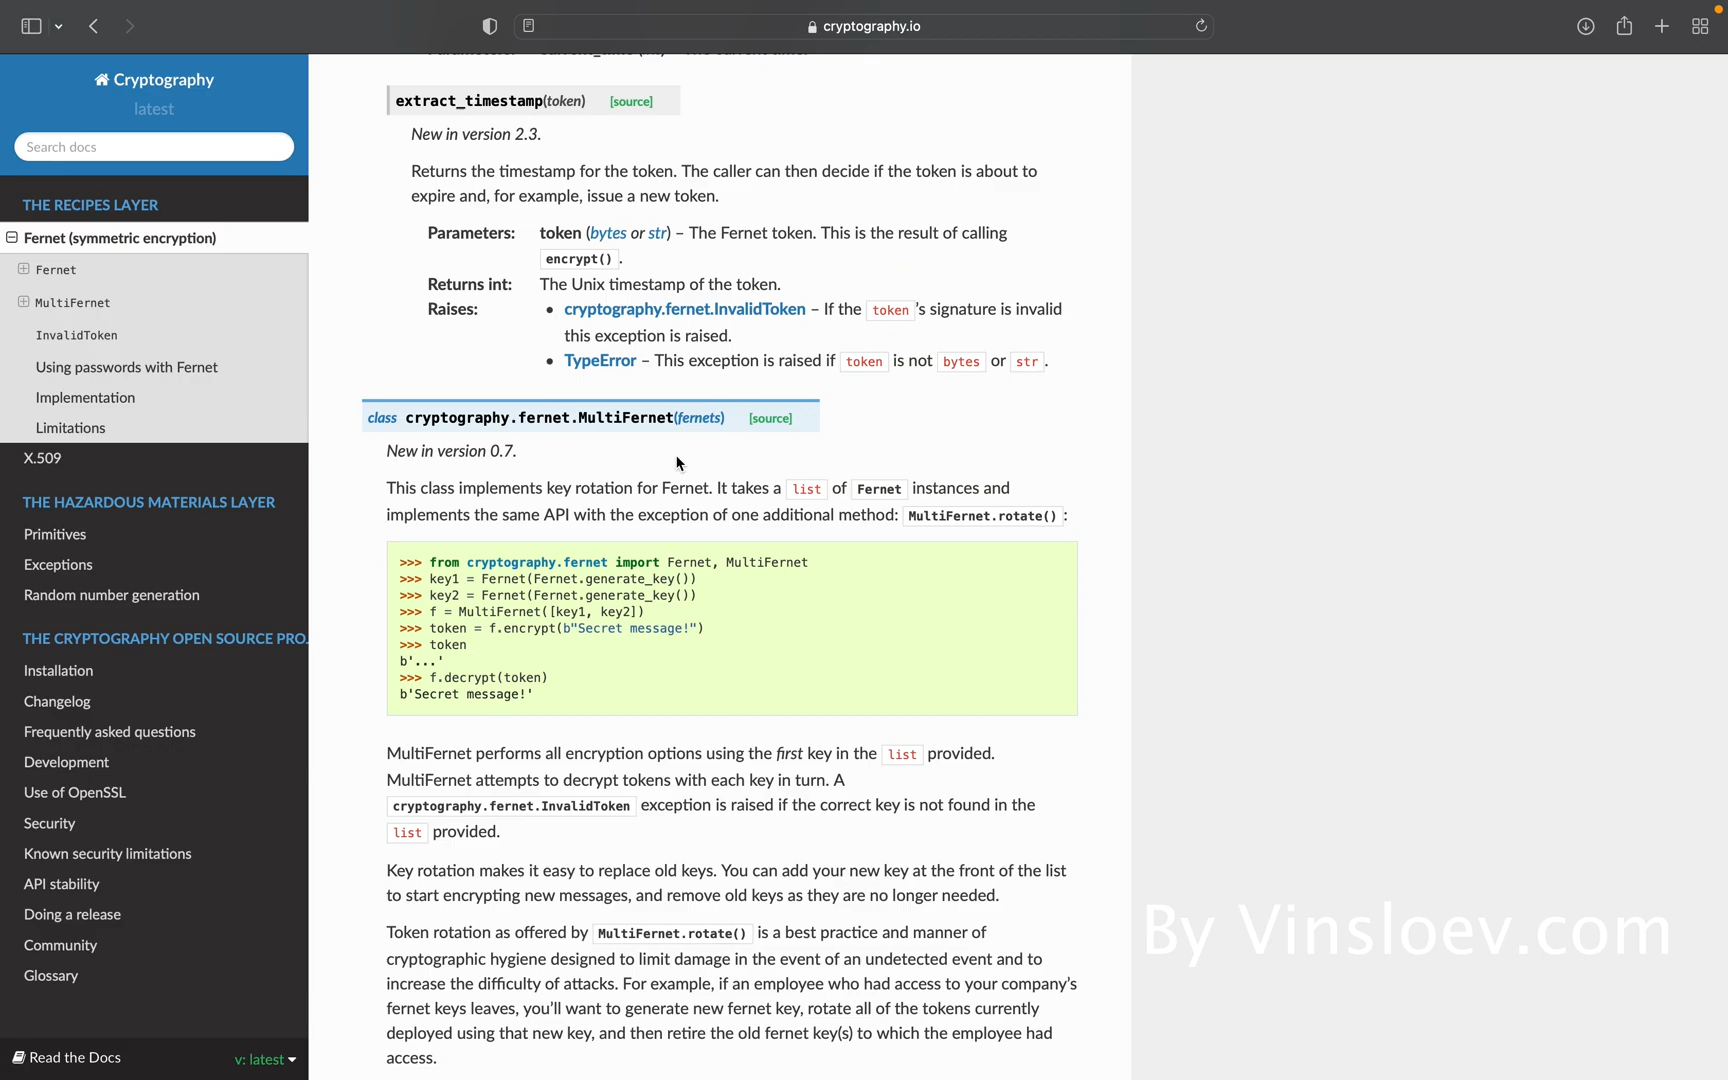 cryptography.io
Cryptography
latest
Search docs
THE RECIPES LAYER
Fernet (symmetric encryption)
Fernet
MultiFernet
InvalidToken
Using passwords with Fernet
Implementation
Limitations
X.509
THE HAZARDOUS MATERIALS LAYER
Primitives
Exceptions
Random number generation
THE CRYPTOGRAPHY OPEN SOURCE PRO.
Installation
Changelog
Frequently asked questions
Development
Use of OpenSSL
Security
Known security limitations
API stability
Doing a release
Community
Glossary
Read the Docs
v: latest
extract_timestamp(token) [source]
New in version 2.3.
Returns the timestamp for the token. The caller can then decide if the token is about to
expire and, for example, issue a new token.
Parameters: token (bytes or str) – The Fernet token. This is the result of calling
encrypt() .
Returns int: The Unix timestamp of the token.
Raises: • cryptography.fernet.InvalidToken – If the token 's signature is invalid
this exception is raised.
• TypeError – This exception is raised if token is not bytes or str .
class cryptography.fernet.MultiFernet(fernets) [source]
New in version 0.7.
This class implements key rotation for Fernet. It takes a list of Fernet instances and
implements the same API with the exception of one additional method: MultiFernet.rotate() :
>>> from cryptography.fernet import Fernet, MultiFernet
>>> key1 = Fernet(Fernet.generate_key())
>>> key2 = Fernet(Fernet.generate_key())
>>> f = MultiFernet([key1, key2])
>>> token = f.encrypt(b"Secret message!")
>>> token
b'...'
>>> f.decrypt(token)
b'Secret message!'
MultiFernet performs all encryption options using the first key in the list provided.
MultiFernet attempts to decrypt tokens with each key in turn. A
cryptography.fernet.InvalidToken exception is raised if the correct key is not found in the
list provided.
Key rotation makes it easy to replace old keys. You can add your new key at the front of the list
to start encrypting new messages, and remove old keys as they are no longer needed.
Token rotation as offered by MultiFernet.rotate() is a best practice and manner of
cryptographic hygiene designed to limit damage in the event of an undetected event and to
increase the difficulty of attacks. For example, if an employee who had access to your company's
fernet keys leaves, you'll want to generate new fernet key, rotate all of the tokens currently
deployed using that new key, and then retire the old fernet key(s) to which the employee had
access.
By Vinsloev.com